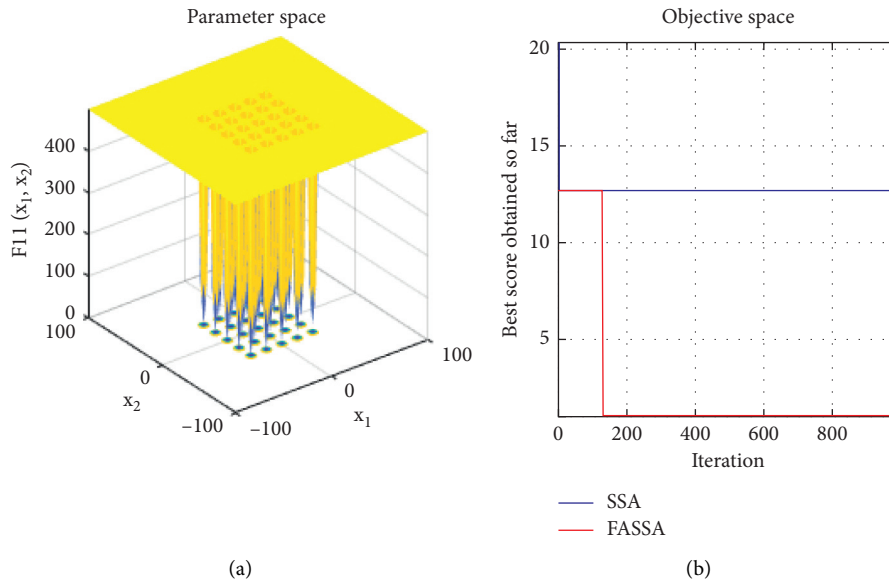 Parameter space
F11 (x1, x2)
400
300
200
100
0
100
0
–100
x2
–100
0
100
x1
(a)
Objective space
Best score obtained so far
20
15
10
5
0
200
400
600
800
Iteration
SSA
FASSA
(b)